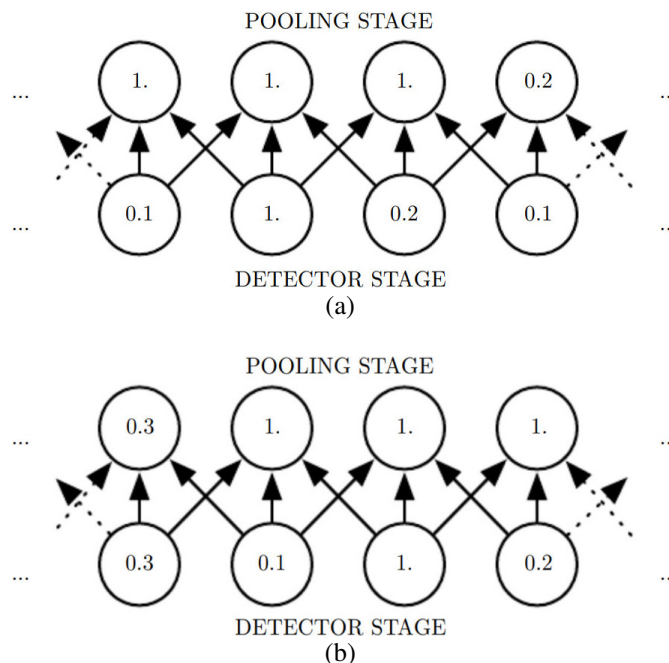 POOLING STAGE
... 1. 1. 1. 0.2 ...
... 0.1 1. 0.2 0.1 ...
DETECTOR STAGE
(a)
POOLING STAGE
... 0.3 1. 1. 1. ...
... 0.3 0.1 1. 0.2 ...
DETECTOR STAGE
(b)